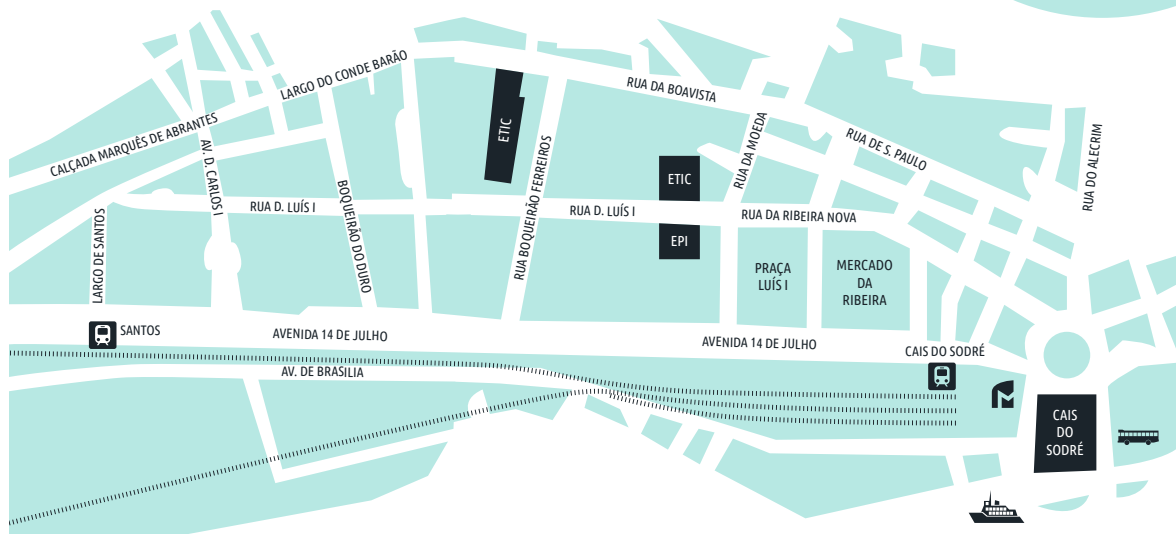 LARGO DO CONDE BARÃO
RUA DA BOAVISTA
CALÇADA MARQUÊS DE ABRANTES
ETIC
RUA DA MOEDA
RUA DE S. PAULO
RUA DO ALECRIM
AV. D. CARLOS I
BOQUEIRÃO DO DURO
RUA BOQUEIRÃO FERREIROS
ETIC
LARGO DE SANTOS
RUA D. LUÍS I
RUA D. LUÍS I
RUA DA RIBEIRA NOVA
EPI
PRAÇA
LUÍS I
MERCADO
DA
RIBEIRA
SANTOS
AVENIDA 14 DE JULHO
AVENIDA 14 DE JULHO
CAIS DO SODRÉ
AV. DE BRASILIA
CAIS
DO
SODRÉ